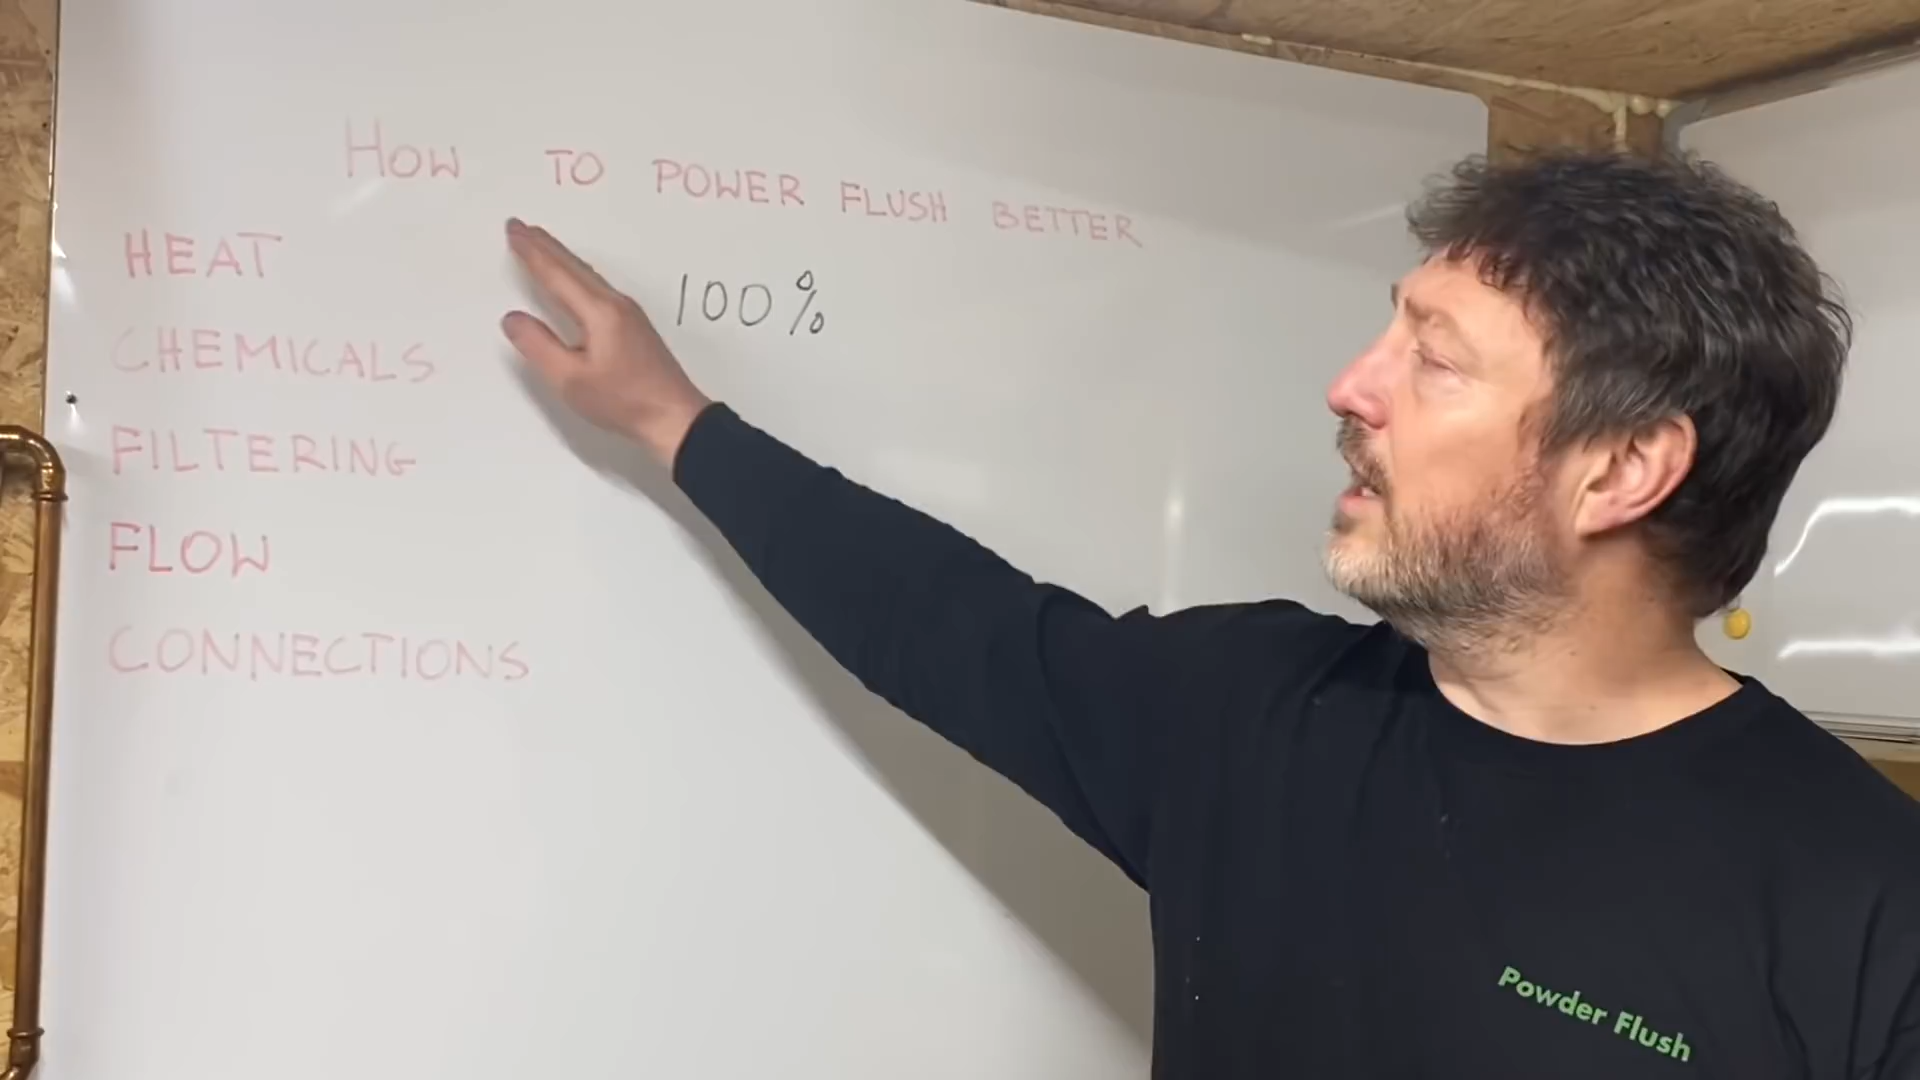 HOW TO POWER FLUSH BETTER
100%
HEAT
CHEMICALS
FILTERING
FLOW
CONNECTIONS
Powder Flush